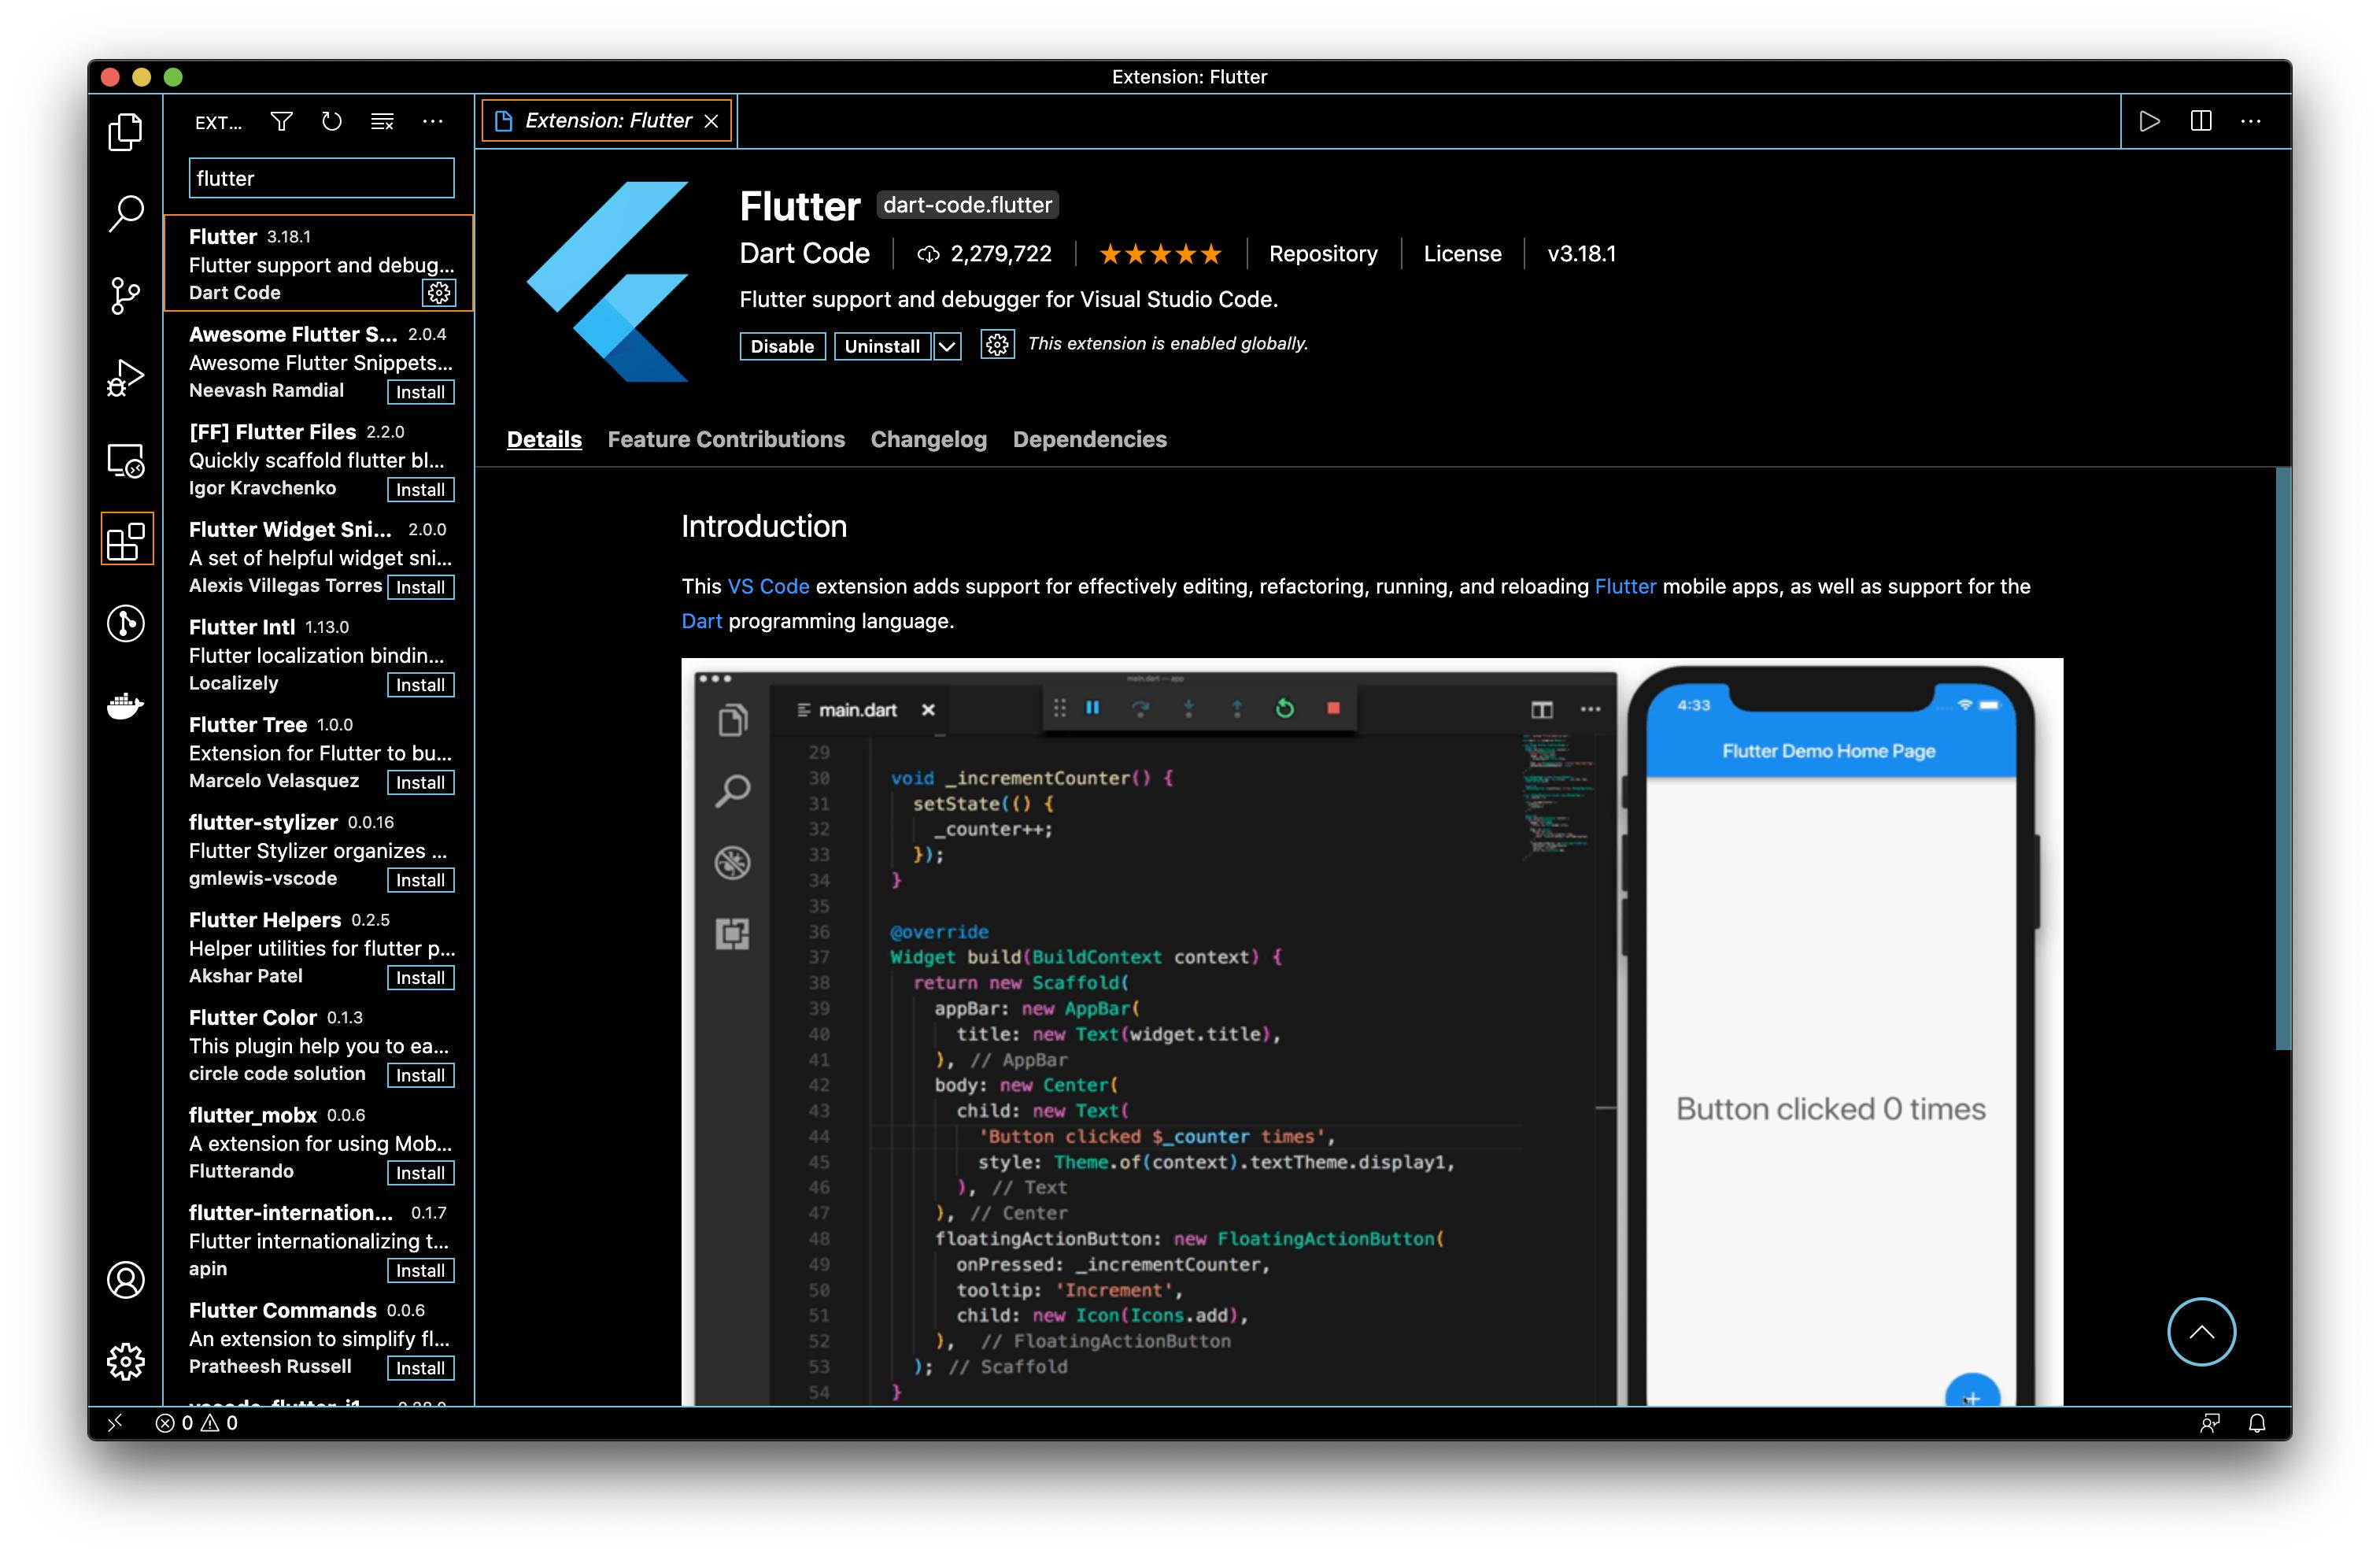 Extension: Flutter
EXT...
flutter
Flutter 3.18.1
Flutter support and debug...
Dart Code
Awesome Flutter S... 2.0.4
Awesome Flutter Snippets...
Neevash Ramdial Install
[FF] Flutter Files 2.2.0
Quickly scaffold flutter bl...
Igor Kravchenko Install
Flutter Widget Sni... 2.0.0
A set of helpful widget sni...
Alexis Villegas Torres Install
Flutter Intl 1.13.0
Flutter localization bindin...
Localizely Install
Flutter Tree 1.0.0
Extension for Flutter to bu...
Marcelo Velasquez Install
flutter-stylizer 0.0.16
Flutter Stylizer organizes ...
gmlewis-vscode Install
Flutter Helpers 0.2.5
Helper utilities for flutter p...
Akshar Patel Install
Flutter Color 0.1.3
This plugin help you to ea...
circle code solution Install
flutter_mobx 0.0.6
A extension for using Mob...
Flutterando Install
flutter-internation... 0.1.7
Flutter internationalizing t...
apin Install
Flutter Commands 0.0.6
An extension to simplify fl...
Pratheesh Russell Install
Extension: Flutter
Flutter dart-code.flutter
Dart Code 2,279,722 Repository License v3.18.1
Flutter support and debugger for Visual Studio Code.
Disable Uninstall This extension is enabled globally.
Details Feature Contributions Changelog Dependencies
Introduction
This VS Code extension adds support for effectively editing, refactoring, running, and reloading Flutter mobile apps, as well as support for the
Dart programming language.
main.dart — app
main.dart
29
30 void _incrementCounter() {
31 setState(() {
32 _counter++;
33 });
34 }
35
36 @override
37 Widget build(BuildContext context) {
38 return new Scaffold(
39 appBar: new AppBar(
40 title: new Text(widget.title),
41 ), // AppBar
42 body: new Center(
43 child: new Text(
44 'Button clicked $_counter times',
45 style: Theme.of(context).textTheme.display1,
46 ), // Text
47 ), // Center
48 floatingActionButton: new FloatingActionButton(
49 onPressed: _incrementCounter,
50 tooltip: 'Increment',
51 child: new Icon(Icons.add),
52 ), // FloatingActionButton
53 ); // Scaffold
54 }
4:33
Flutter Demo Home Page
Button clicked 0 times
0 0